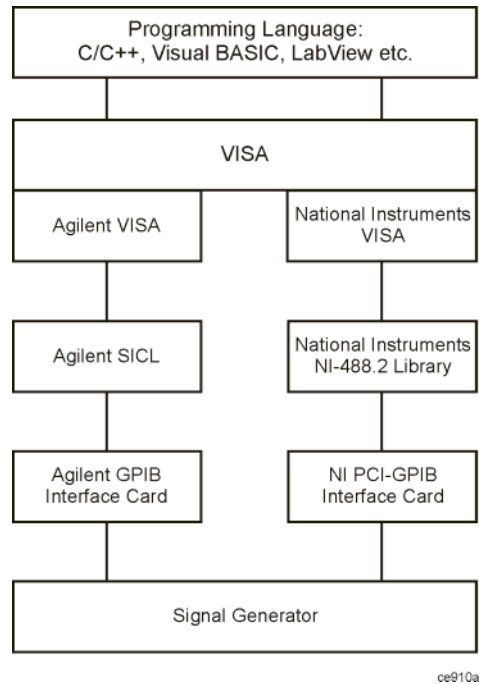 Programming Language:
C/C++, Visual BASIC, LabView etc.
VISA
Agilent VISA
National Instruments
VISA
Agilent SICL
National Instruments
NI-488.2 Library
Agilent GPIB
Interface Card
NI PCI-GPIB
Interface Card
Signal Generator
ce910a